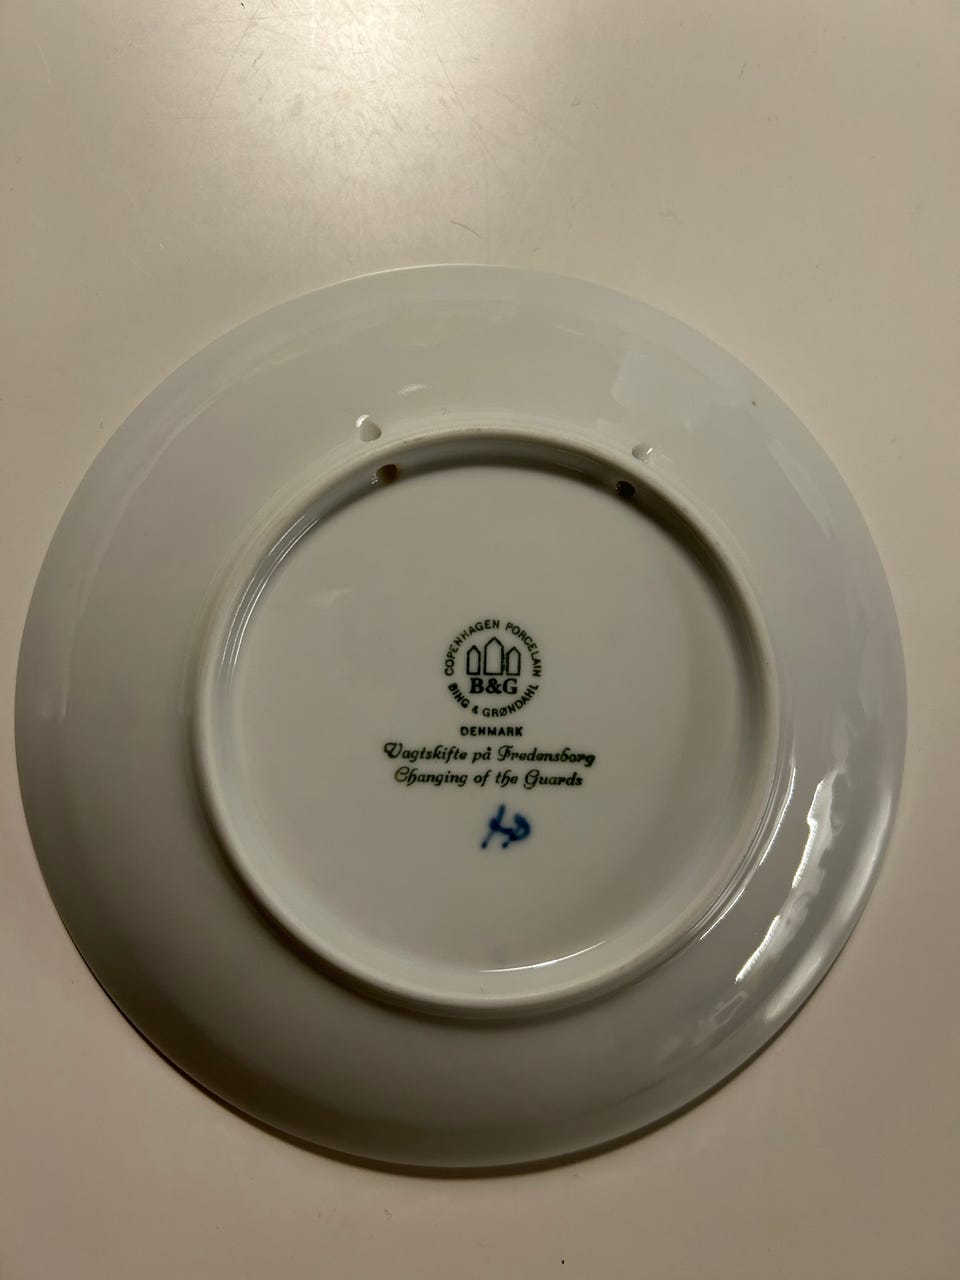 COPENHAGEN PORCELAIN
B&G
BING & GRØNDAHL
DENMARK
Vagtskifte på Fredensborg
Changing of the Guards